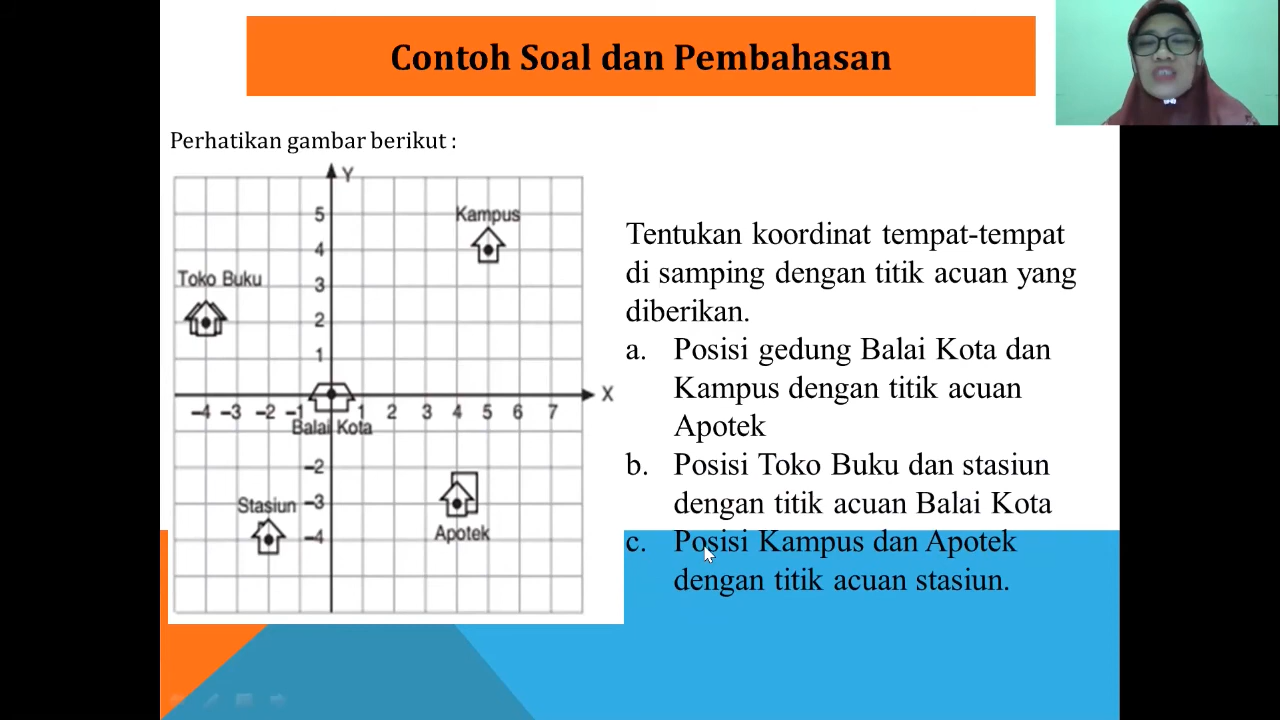 Contoh Soal dan Pembahasan
Perhatikan gambar berikut :
Y
5
Kampus
4
Toko Buku
3
2
1
X
–4 –3 –2 –1 1 2 3 4 5 6 7
Balai Kota
–2
Stasiun
–3
Apotek
–4
Tentukan koordinat tempat-tempat
di samping dengan titik acuan yang
diberikan.
a. Posisi gedung Balai Kota dan
Kampus dengan titik acuan
Apotek
b. Posisi Toko Buku dan stasiun
dengan titik acuan Balai Kota
c. Posisi Kampus dan Apotek
dengan titik acuan stasiun.